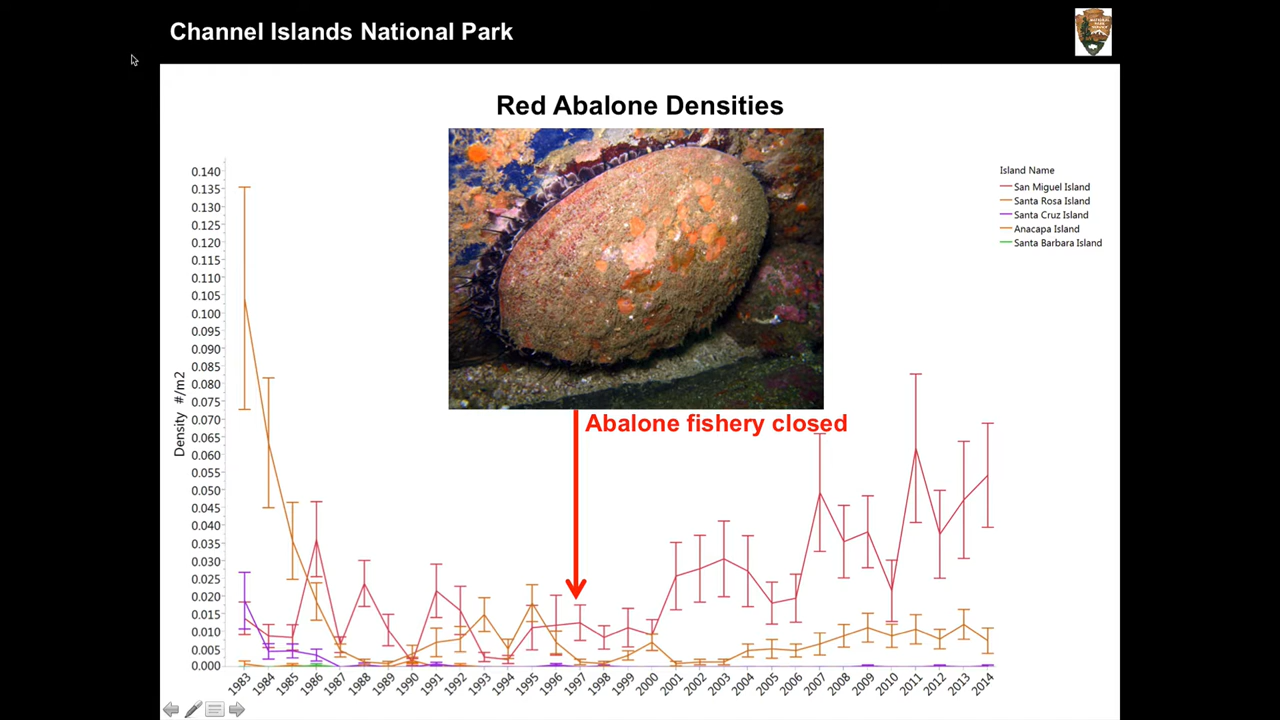 Channel Islands National Park
Red Abalone Densities
Abalone fishery closed
Density #/m2
0.140
0.135
0.130
0.125
0.120
0.115
0.110
0.105
0.100
0.095
0.090
0.085
0.080
0.075
0.070
0.065
0.060
0.055
0.050
0.045
0.040
0.035
0.030
0.025
0.020
0.015
0.010
0.005
0.000
1983 1984 1985 1986 1987 1988 1989 1990 1991 1992 1993 1994 1995 1996 1997 1998 1999 2000 2001 2002 2003 2004 2005 2006 2007 2008 2009 2010 2011 2012 2013 2014
Island Name
San Miguel Island
Santa Rosa Island
Santa Cruz Island
Anacapa Island
Santa Barbara Island